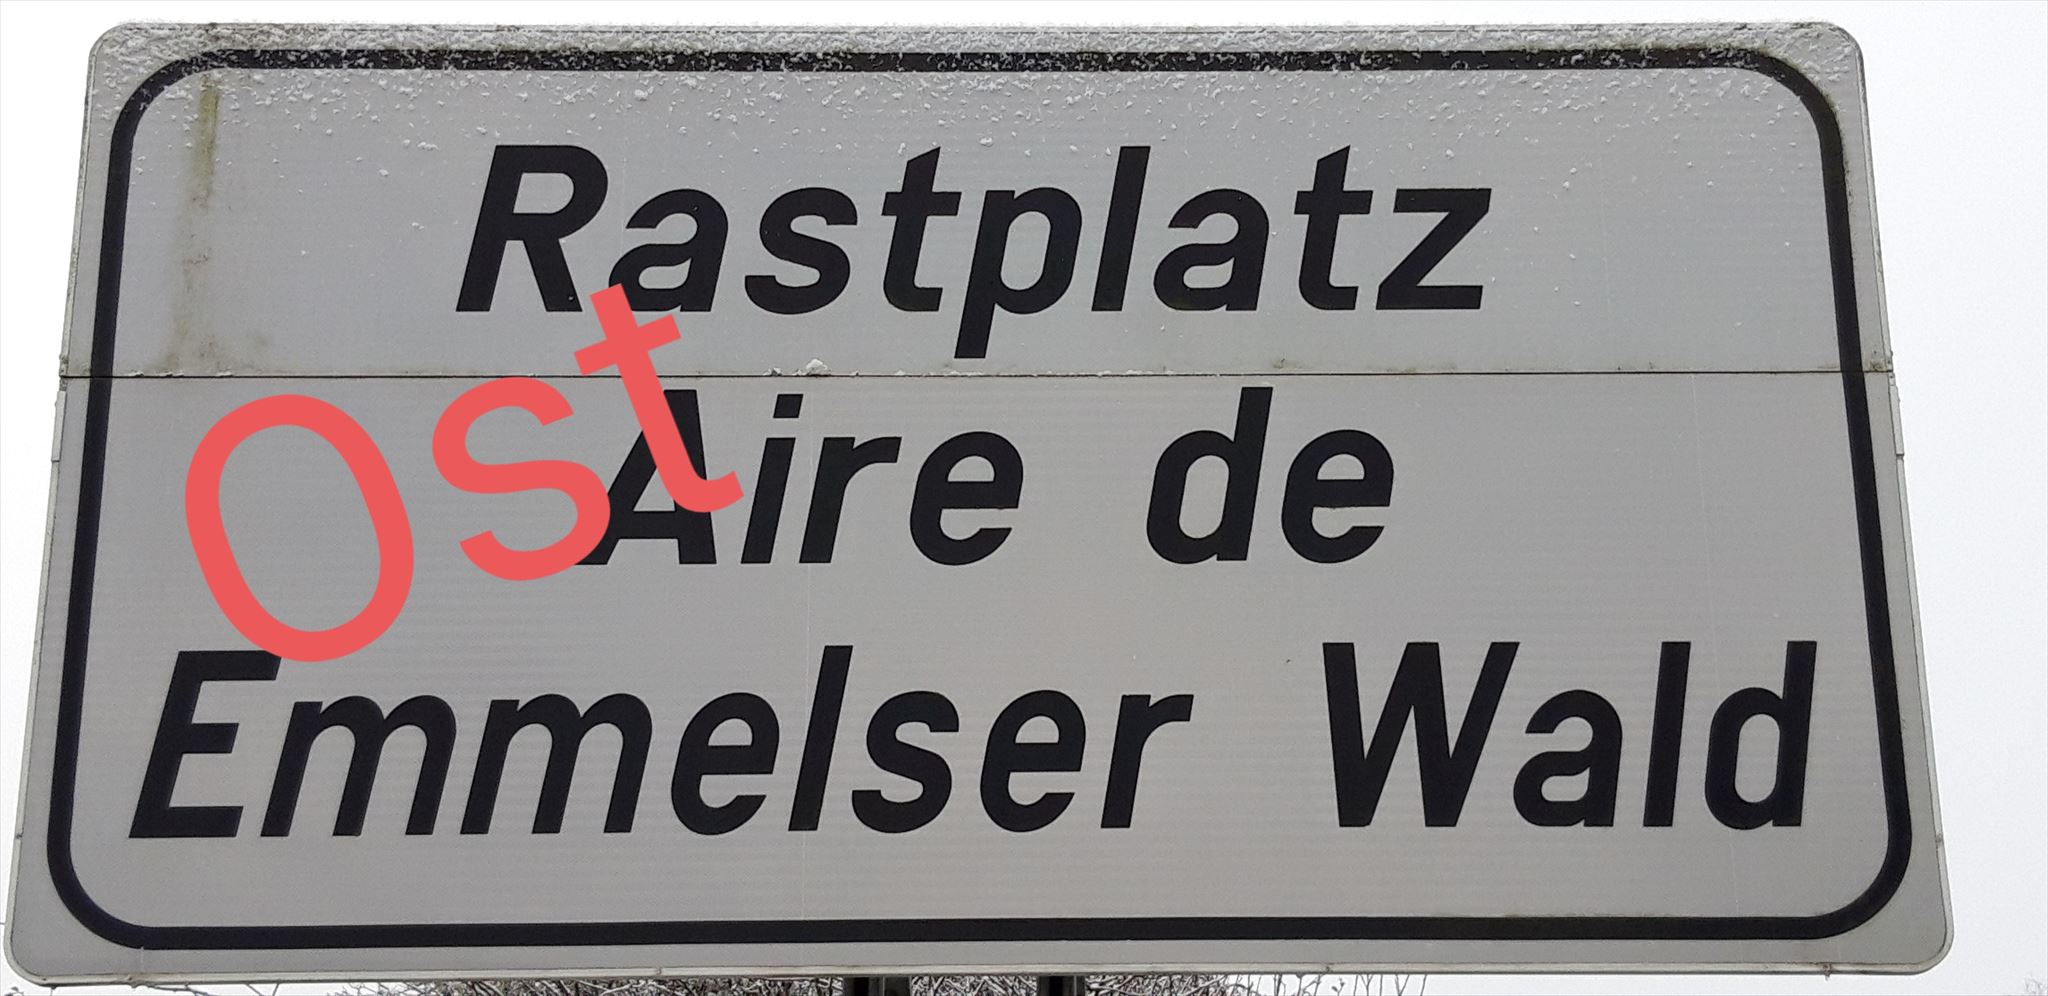 Rastplatz
Ost
Aire de
Emmelser Wald